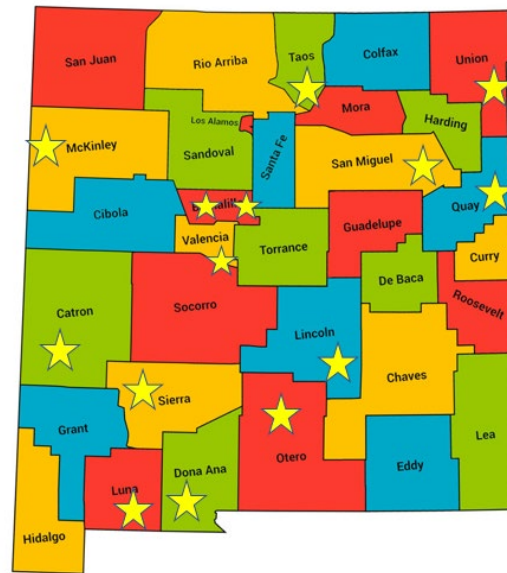 San Juan
Rio Arriba
Taos
Colfax
Union
Mora
Harding
Los Alamos
McKinley
Sandoval
Santa Fe
San Miguel
Quay
Cibola
Valencia
Torrance
Guadelupe
Curry
De Baca
Roosevelt
Catron
Socorro
Lincoln
Chaves
Sierra
Grant
Dona Ana
Otero
Eddy
Lea
Luna
Hidalgo